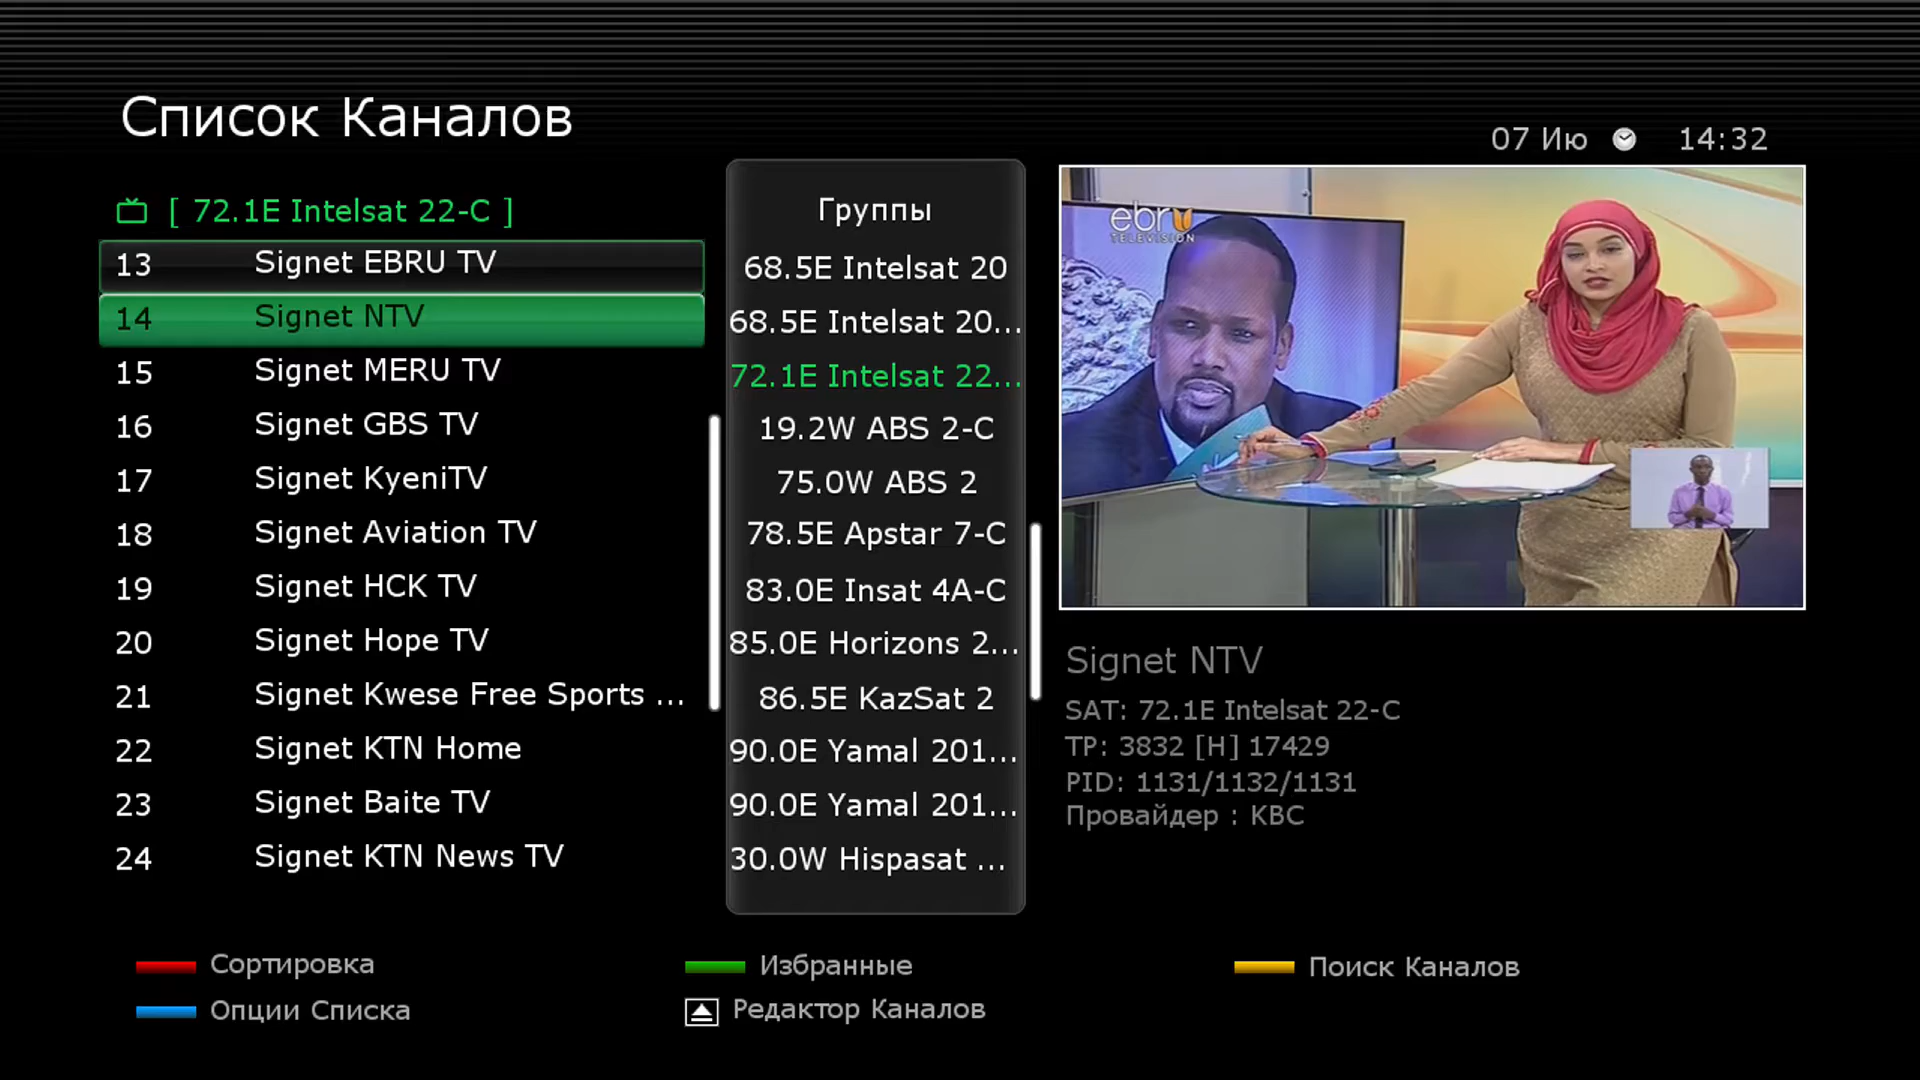 Список Каналов
07 Ию 14:32
[ 72.1E Intelsat 22-C ]
13 Signet EBRU TV
14 Signet NTV
15 Signet MERU TV
16 Signet GBS TV
17 Signet KyeniTV
18 Signet Aviation TV
19 Signet HCK TV
20 Signet Hope TV
21 Signet Kwese Free Sports ...
22 Signet KTN Home
23 Signet Baite TV
24 Signet KTN News TV
Группы
68.5E Intelsat 20
68.5E Intelsat 20...
72.1E Intelsat 22...
19.2W ABS 2-C
75.0W ABS 2
78.5E Apstar 7-C
83.0E Insat 4A-C
85.0E Horizons 2...
86.5E KazSat 2
90.0E Yamal 201...
90.0E Yamal 201...
30.0W Hispasat ...
ebru
TELEVISION
Signet NTV
SAT: 72.1E Intelsat 22-C
TP: 3832 [H] 17429
PID: 1131/1132/1131
Провайдер : KBC
Сортировка
Избранные
Поиск Каналов
Опции Списка
Редактор Каналов